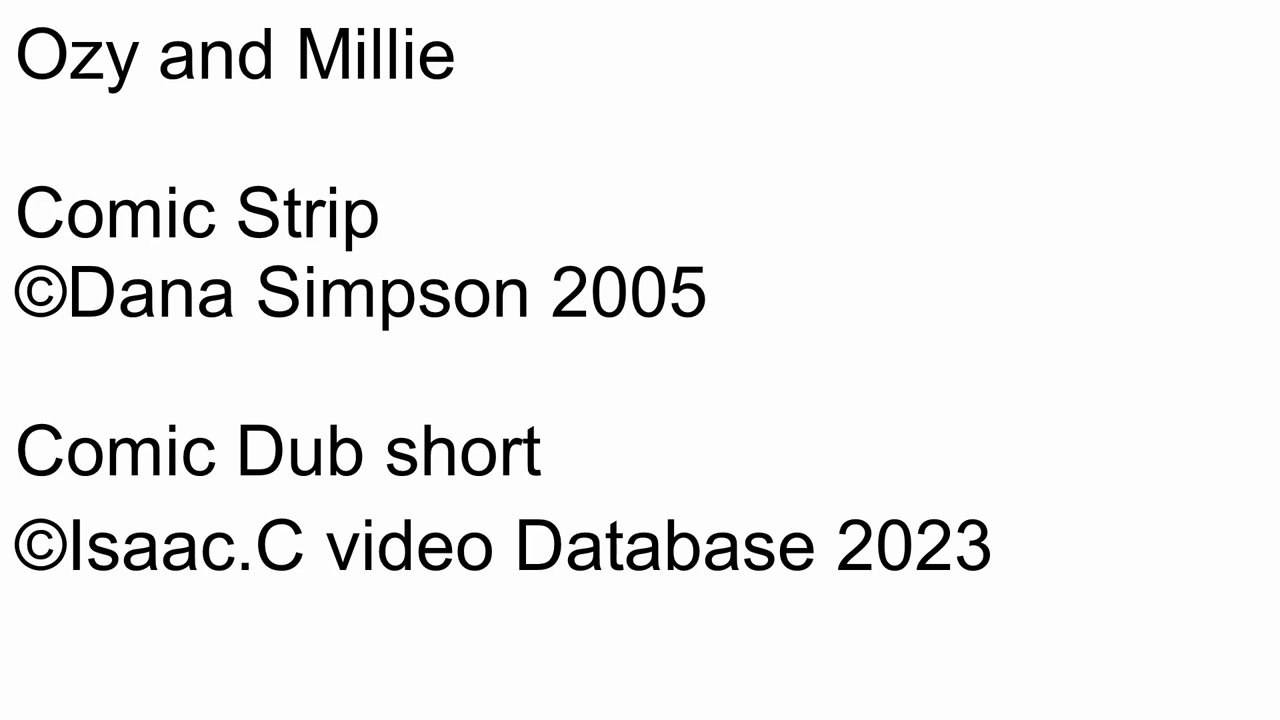 Ozy and Millie
Comic Strip
©Dana Simpson 2005
Comic Dub short
©Isaac.C video Database 2023